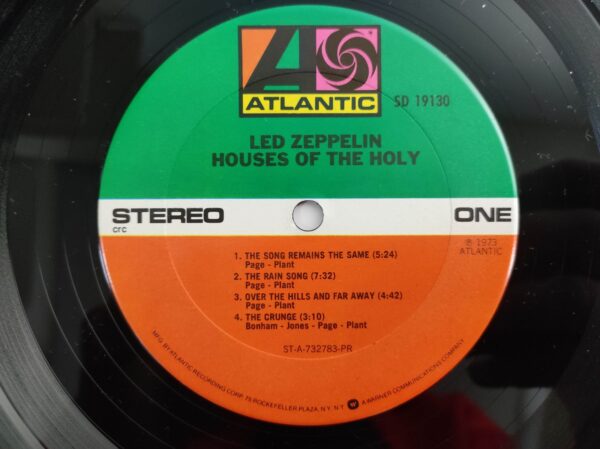 ATLANTIC
SD 19130
LED ZEPPELIN
HOUSES OF THE HOLY
STEREO
crc
ONE
℗ 1973
ATLANTIC
1. THE SONG REMAINS THE SAME (5:24)
Page - Plant
2. THE RAIN SONG (7:32)
Page - Plant
3. OVER THE HILLS AND FAR AWAY (4:42)
Page - Plant
4. THE CRUNGE (3:10)
Bonham - Jones - Page - Plant
ST-A-732783-PR
MFG. BY ATLANTIC RECORDING CORP. 75 ROCKEFELLER PLAZA, N.Y. N.Y. A WARNER COMMUNICATIONS COMPANY